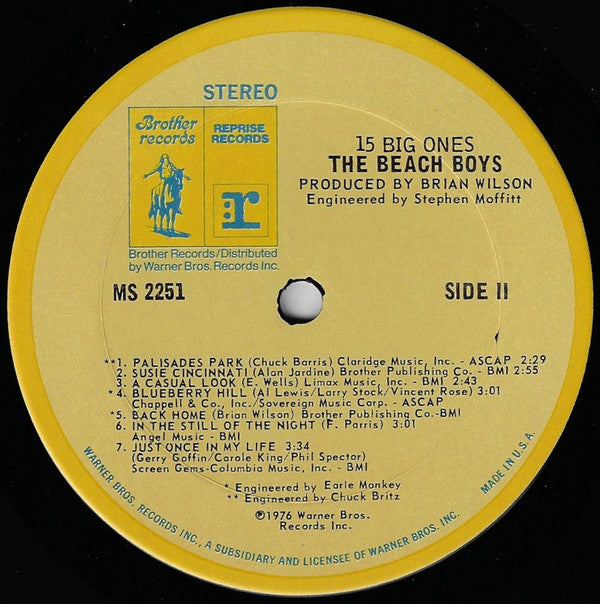 STEREO
Brother
records
REPRISE
RECORDS
:r
Brother Records/Distributed
by Warner Bros. Records Inc.
15 BIG ONES
THE BEACH BOYS
PRODUCED BY BRIAN WILSON
Engineered by Stephen Moffitt
MS 2251
SIDE II
**1. PALISADES PARK (Chuck Barris) Claridge Music, Inc. - ASCAP 2:29
2. SUSIE CINCINNATI (Alan Jardine) Brother Publishing Co. - BMI 2:55
3. A CASUAL LOOK (E. Wells) Limax Music, Inc. - BMI 2:43
*4. BLUEBERRY HILL (Al Lewis/Larry Stock/Vincent Rose) 3:01
Chappell & Co., Inc./Sovereign Music Corp. - ASCAP
*5. BACK HOME (Brian Wilson) Brother Publishing Co.-BMI
6. IN THE STILL OF THE NIGHT (F. Parris) 3:01
Angel Music - BMI
7. JUST ONCE IN MY LIFE 3:34
(Gerry Goffin/Carole King/Phil Spector)
Screen Gems-Columbia Music, Inc. - BMI
* Engineered by Earle Mankey
** Engineered by Chuck Britz
℗1976 Warner Bros.
Records Inc.
WARNER BROS. RECORDS INC., A SUBSIDIARY AND LICENSEE OF WARNER BROS. INC.
MADE IN U.S.A.